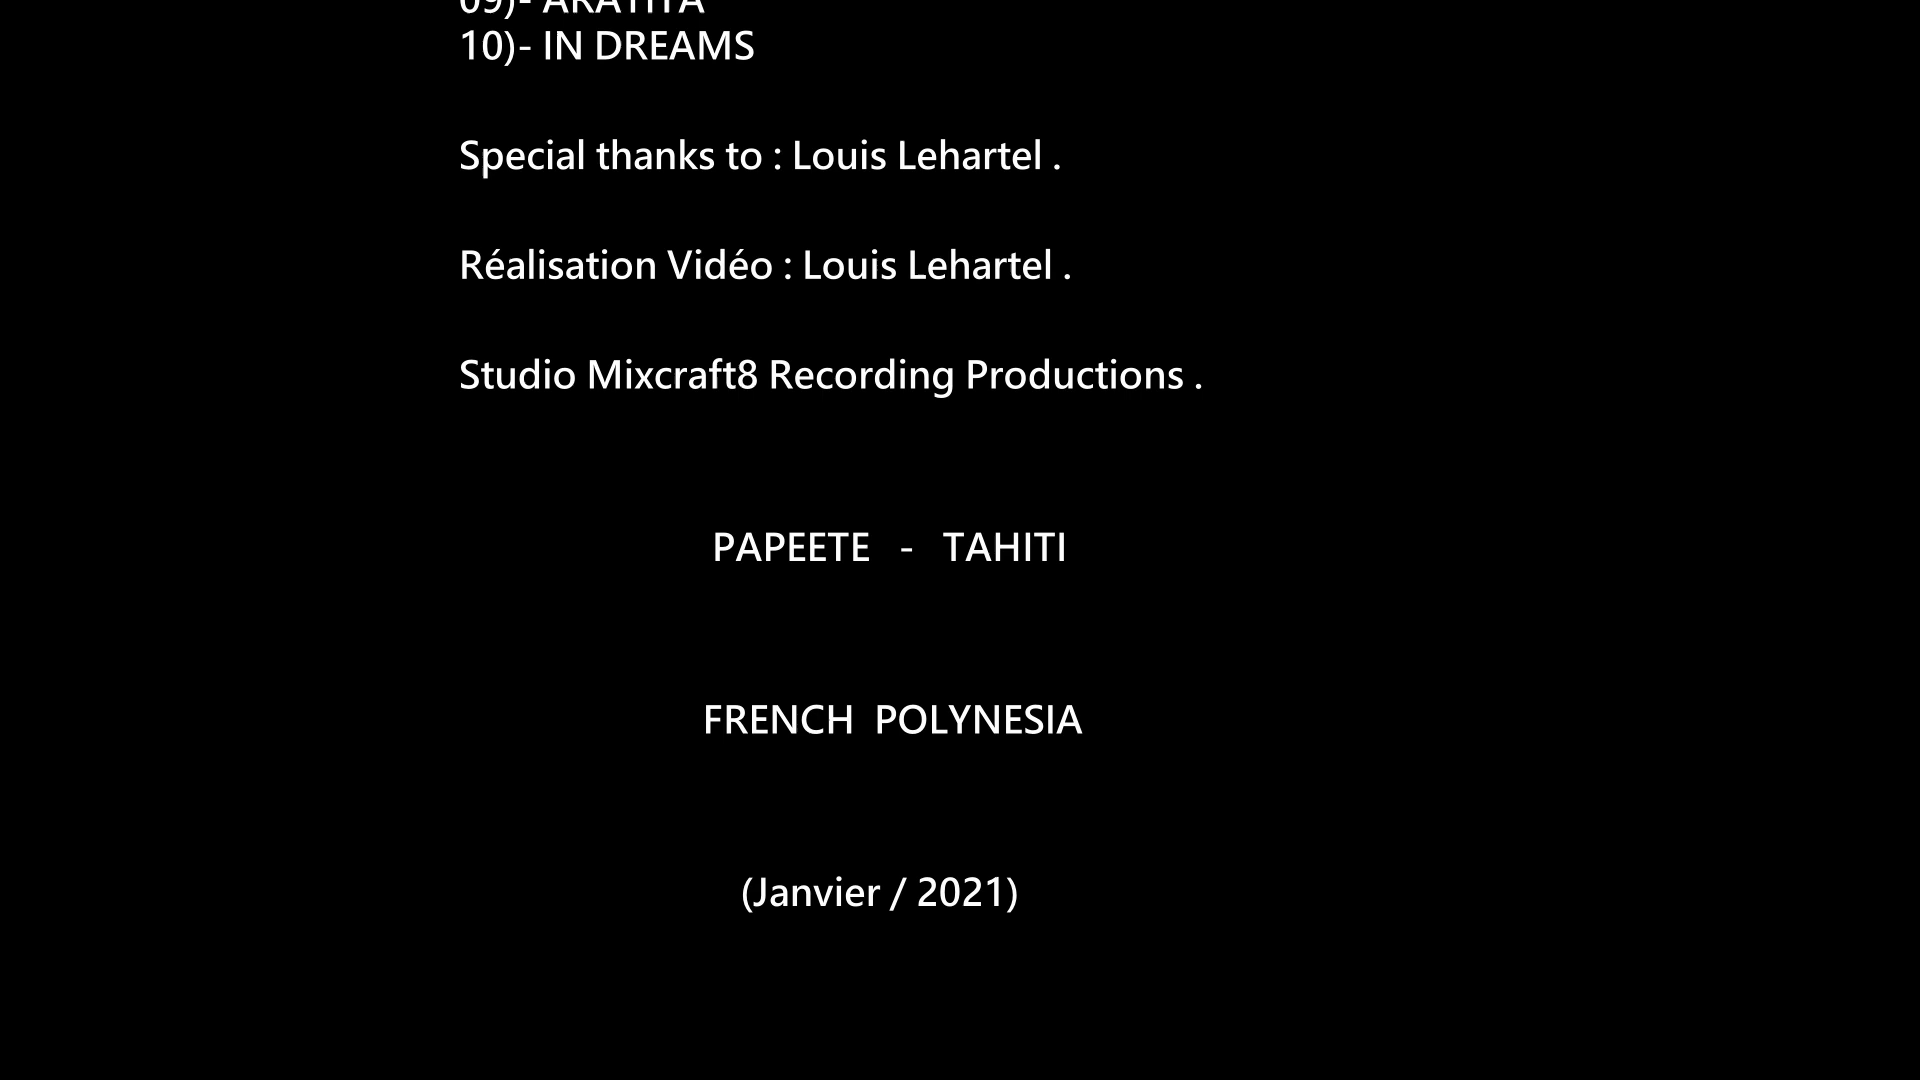 10)- IN DREAMS
Special thanks to : Louis Lehartel .
Réalisation Vidéo : Louis Lehartel .
Studio Mixcraft8 Recording Productions .
PAPEETE - TAHITI
FRENCH POLYNESIA
(Janvier / 2021)